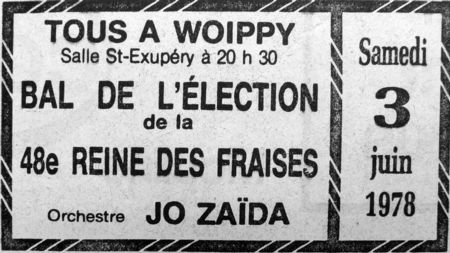 TOUS A WOIPPY
Salle St-Exupéry à 20 h 30
BAL DE L'ÉLECTION
de la
48e REINE DES FRAISES
Orchestre JO ZAÏDA
Samedi
3
juin
1978